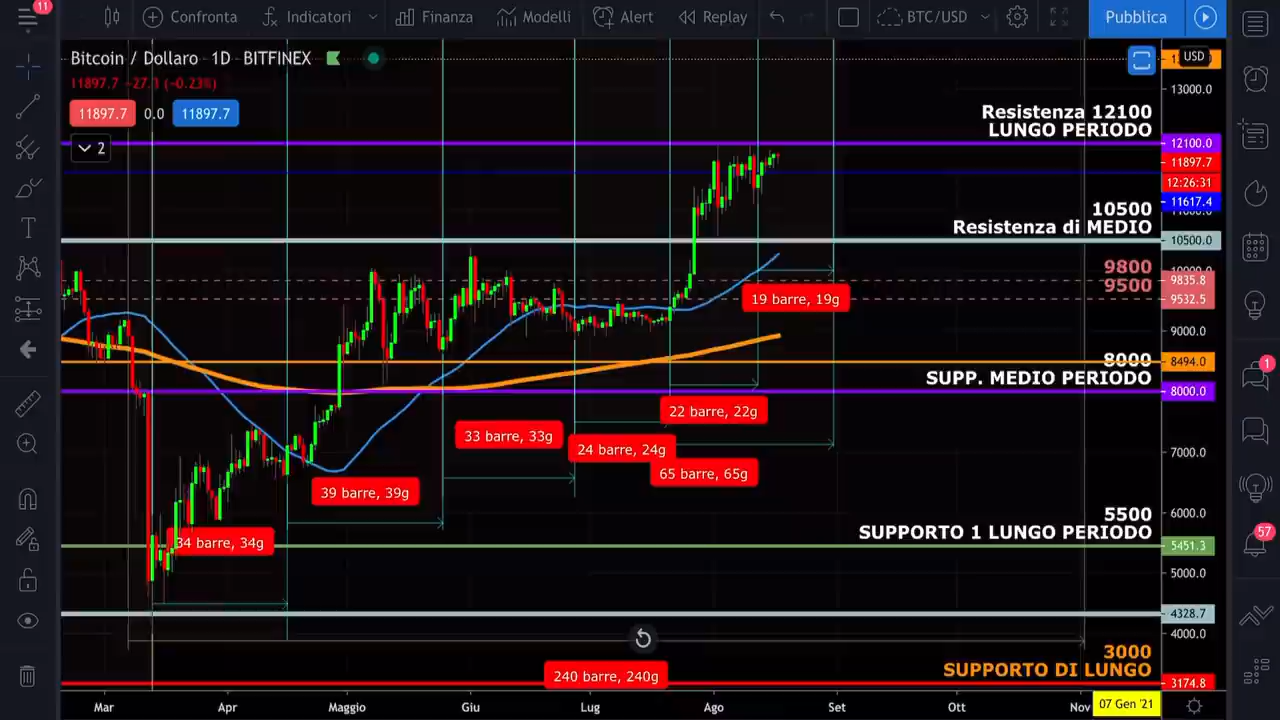 11
Confronta
Indicatori
Finanza
Modelli
Alert
Replay
BTC/USD
Pubblica
Bitcoin / Dollaro 1D BITFINEX
11897.7 -27.1 (-0.23%)
11897.7 0.0 11897.7
2
USD
13000.0
Resistenza 12100
LUNGO PERIODO
12100.0
11897.7
12:26:31
11617.4
10500
Resistenza di MEDIO
10500.0
9800
9500
9835.8
9532.5
9000.0
8000
8494.0
SUPP. MEDIO PERIODO
8000.0
7000.0
5500
6000.0
SUPPORTO 1 LUNGO PERIODO
5451.3
5000.0
4328.7
4000.0
3000
SUPPORTO DI LUNGO
3174.8
19 barre, 19g
22 barre, 22g
33 barre, 33g
24 barre, 24g
65 barre, 65g
39 barre, 39g
34 barre, 34g
240 barre, 240g
Mar Apr Maggio Giu Lug Ago Set Ott Nov 07 Gen '21
1
57